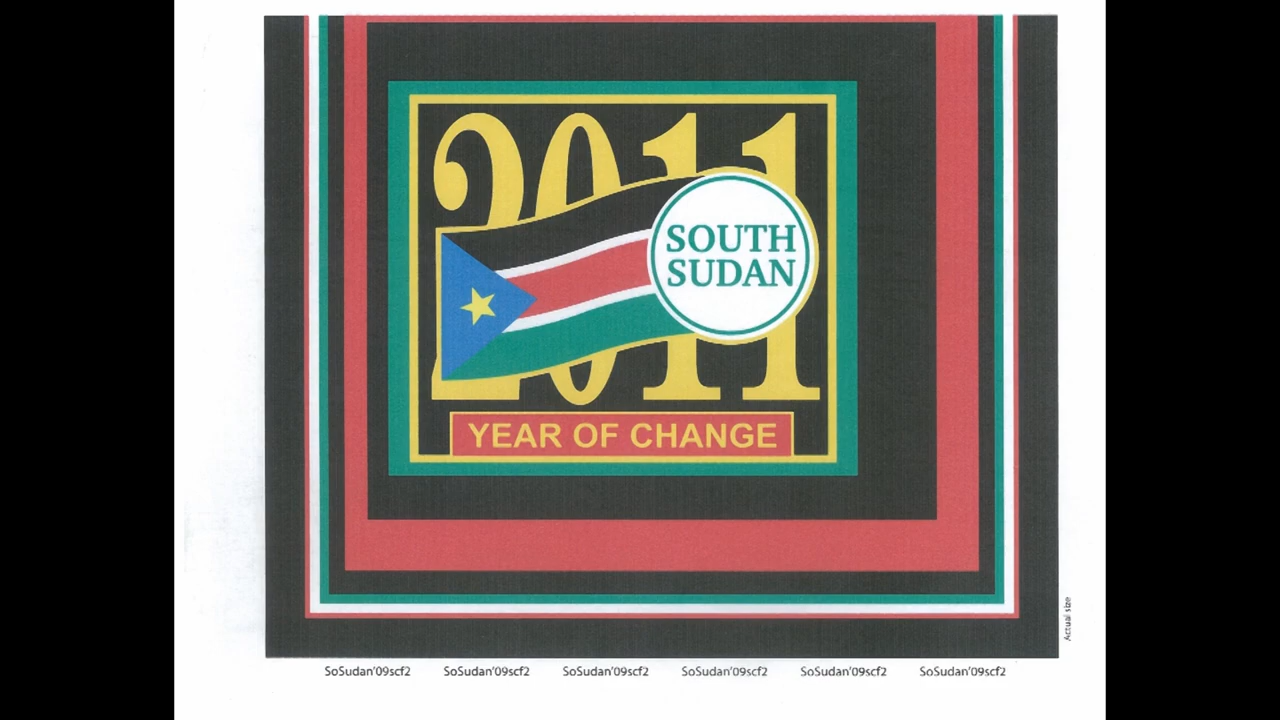 2011
SOUTH
SUDAN
YEAR OF CHANGE
Actual size
SoSudan'09scf2 SoSudan'09scf2 SoSudan'09scf2 SoSudan'09scf2 SoSudan'09scf2 SoSudan'09scf2